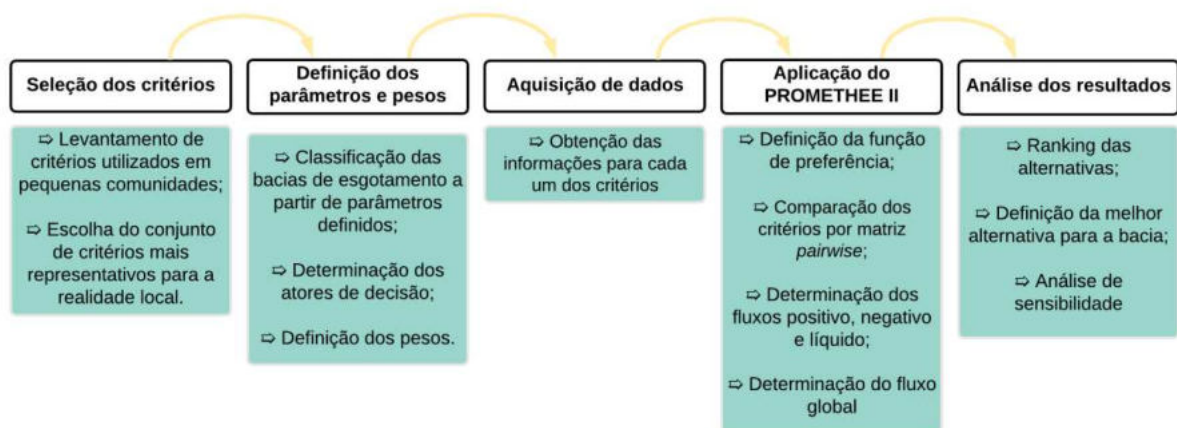 Seleção dos critérios
⇨ Levantamento de
critérios utilizados em
pequenas comunidades;
⇨ Escolha do conjunto
de critérios mais
representativos para a
realidade local.
Definição dos
parâmetros e pesos
⇨ Classificação das
bacias de esgotamento a
partir de parâmetros
definidos;
⇨ Determinação dos
atores de decisão;
⇨ Definição dos pesos.
Aquisição de dados
⇨ Obtenção das
informações para cada
um dos critérios
Aplicação do
PROMETHEE II
⇨ Definição da função
de preferência;
⇨ Comparação dos
critérios por matriz
pairwise;
⇨ Determinação dos
fluxos positivo, negativo
e líquido;
⇨ Determinação do fluxo
global
Análise dos resultados
⇨ Ranking das
alternativas;
⇨ Definição da melhor
alternativa para a bacia;
⇨ Análise de
sensibilidade